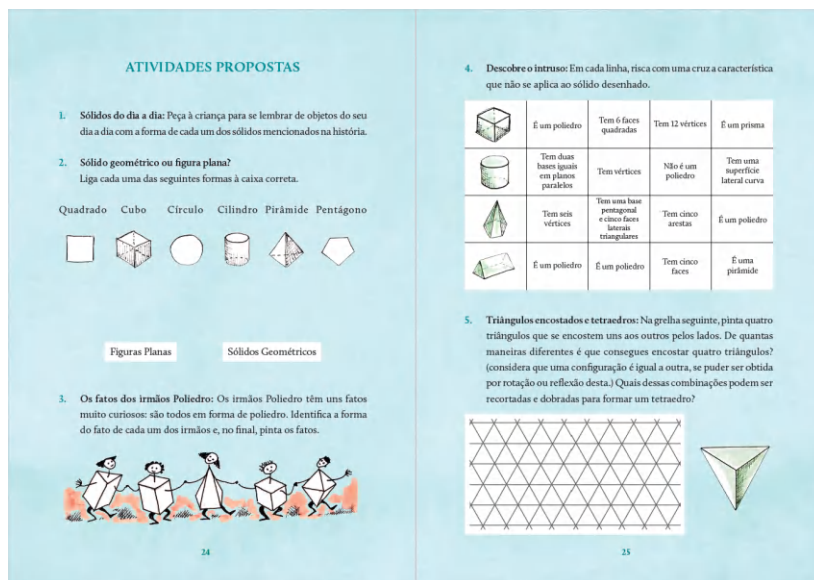 ATIVIDADES PROPOSTAS
1. Sólidos do dia a dia: Peça à criança para se lembrar de objetos do seu
dia a dia com a forma de cada um dos sólidos mencionados na história.
2. Sólido geométrico ou figura plana?
Liga cada uma das seguintes formas à caixa correta.
Quadrado Cubo Círculo Cilindro Pirâmide Pentágono
Figuras Planas Sólidos Geométricos
3. Os fatos dos irmãos Poliedro: Os irmãos Poliedro têm uns fatos
muito curiosos: são todos em forma de poliedro. Identifica a forma
do fato de cada um dos irmãos e, no final, pinta os fatos.
24
4. Descobre o intruso: Em cada linha, risca com uma cruz a característica
que não se aplica ao sólido desenhado.
É um poliedro
Tem 6 faces
quadradas
Tem 12 vértices
É um prisma
Tem duas
bases iguais
em planos
paralelos
Tem vértices
Não é um
poliedro
Tem uma
superfície
lateral curva
Tem seis
vértices
Tem uma base
pentagonal
e cinco faces
laterais
triangulares
Tem cinco
arestas
É um poliedro
É um poliedro
É um poliedro
Tem cinco
faces
É uma
pirâmide
5. Triângulos encostados e tetraedros: Na grelha seguinte, pinta quatro
triângulos que se encostem uns aos outros pelos lados. De quantas
maneiras diferentes é que consegues encostar quatro triângulos?
(considera que uma configuração é igual a outra, se puder ser obtida
por rotação ou reflexão desta.) Quais dessas combinações podem ser
recortadas e dobradas para formar um tetraedro?
25